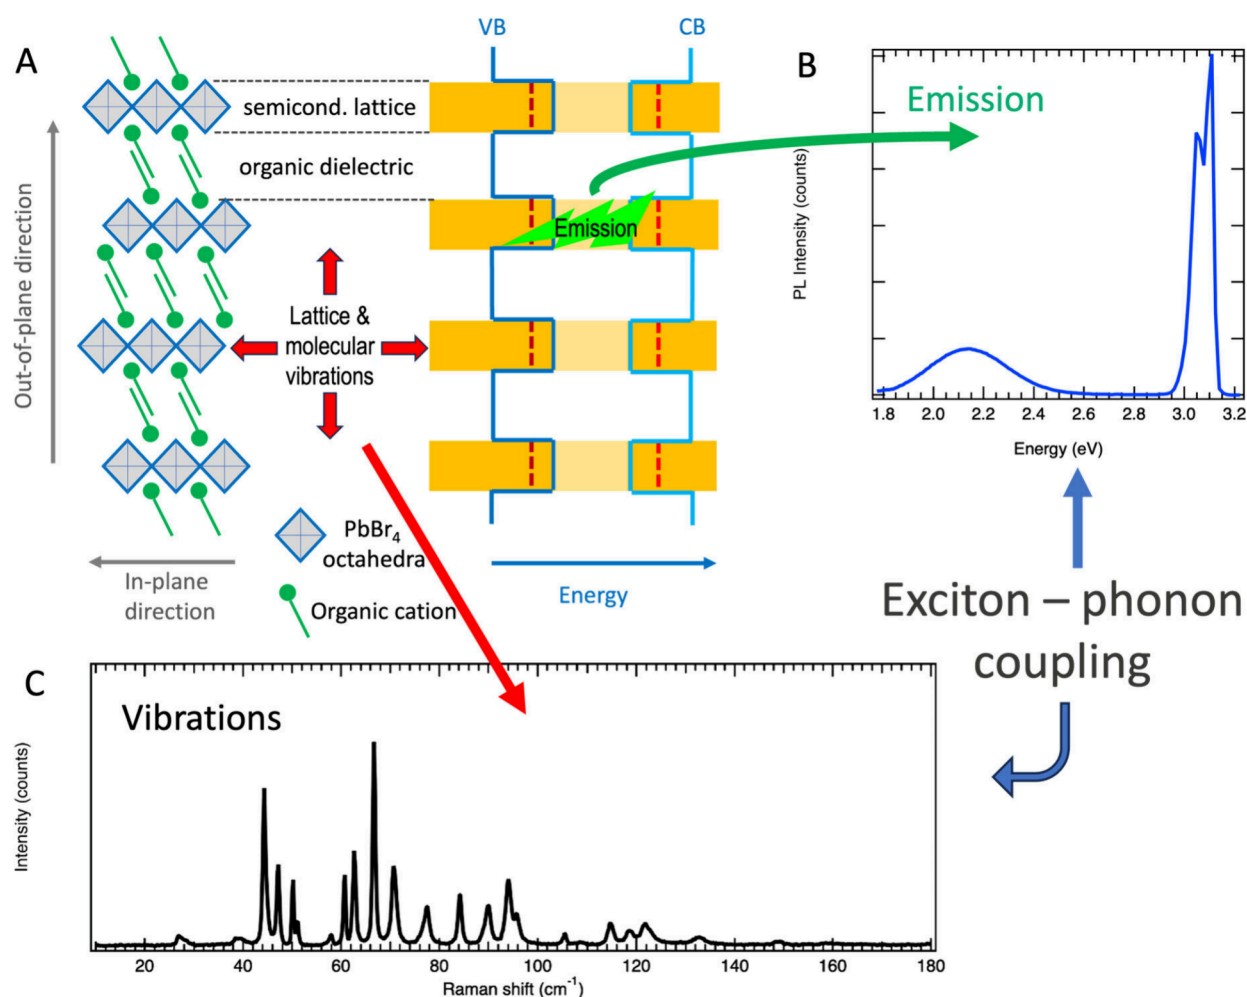 A
VB
CB
semicond. lattice
organic dielectric
Emission
Lattice &
molecular
vibrations
Out-of-plane direction
In-plane
direction
PbBr4
octahedra
Organic cation
Energy
B
Emission
PL Intensity (counts)
1.8
2.0
2.2
2.4
2.6
2.8
3.0
3.2
Energy (eV)
Exciton – phonon
coupling
C
Vibrations
Intensity (counts)
20
40
60
80
100
120
140
160
180
Raman shift (cm⁻¹)